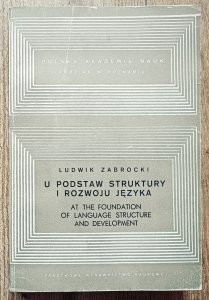 POLSKA AKADEMIA NAUK
ODDZIAŁ W POZNANIU
LUDWIK ZABROCKI
U PODSTAW STRUKTURY
I ROZWOJU JĘZYKA
AT THE FOUNDATION
OF LANGUAGE STRUCTURE
AND DEVELOPMENT
PAŃSTWOWE WYDAWNICTWO NAUKOWE